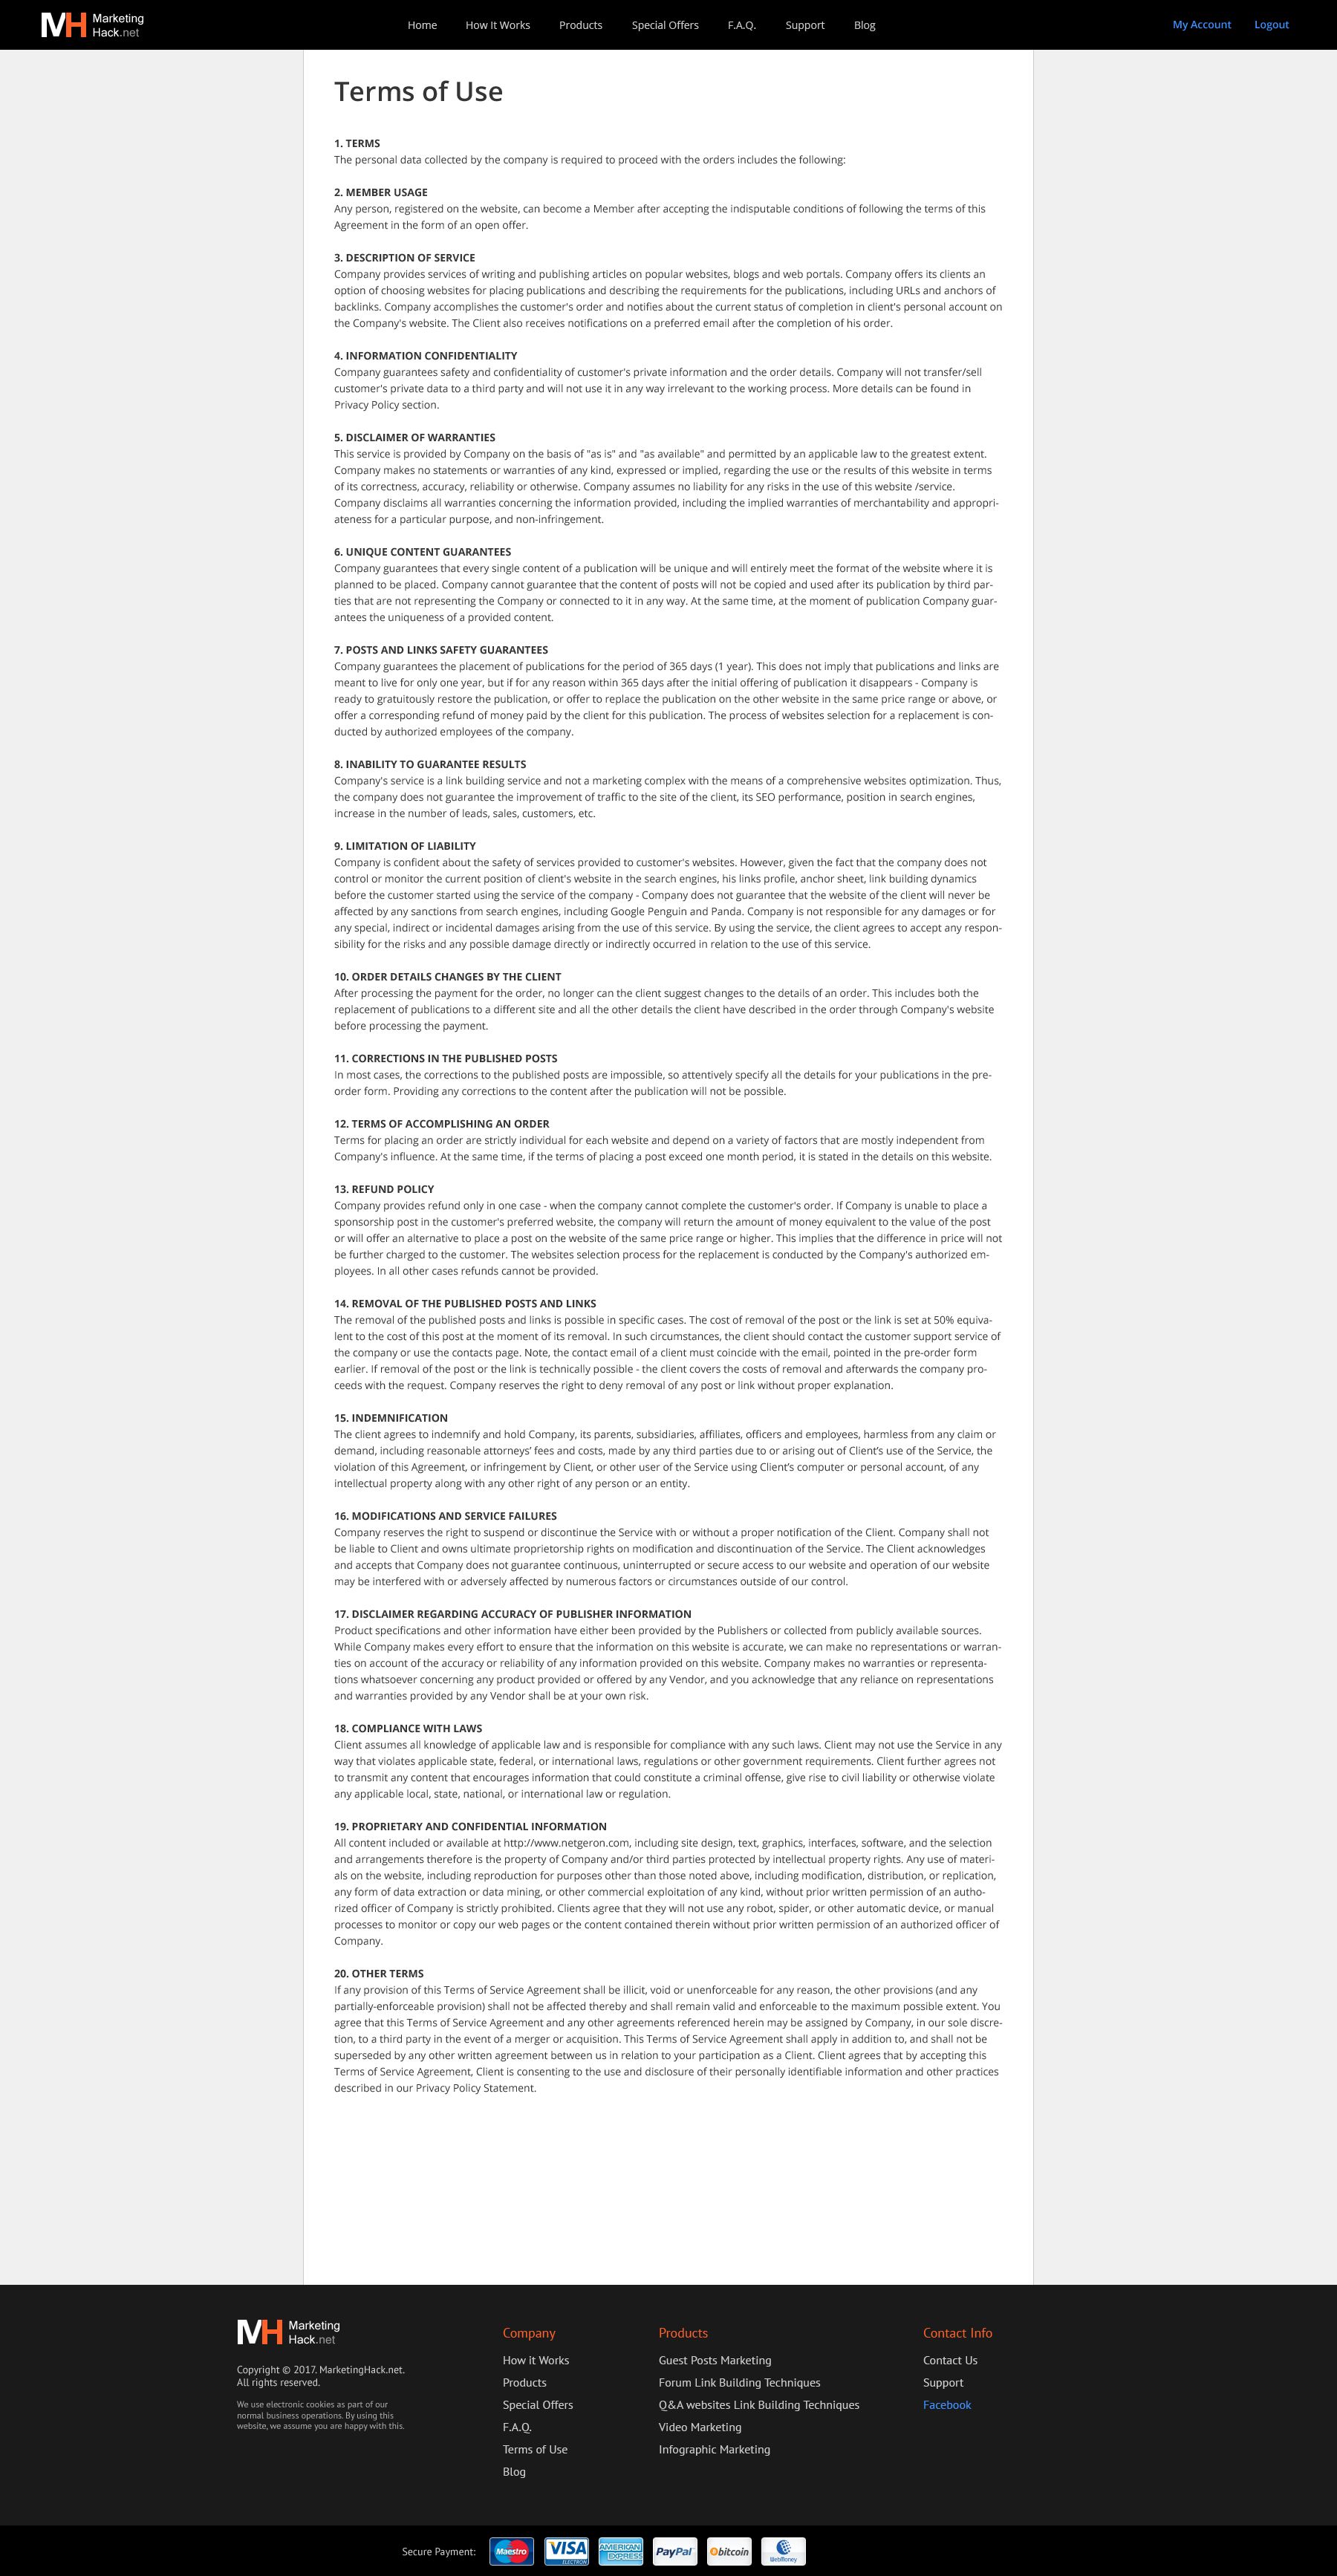 MH Marketing
Hack.net
Home How It Works Products Special Offers F.A.Q. Support Blog
My Account Logout
Terms of Use
1. TERMS
The personal data collected by the company is required to proceed with the orders includes the following:
2. MEMBER USAGE
Any person, registered on the website, can become a Member after accepting the indisputable conditions of following the terms of this
Agreement in the form of an open offer.
3. DESCRIPTION OF SERVICE
Company provides services of writing and publishing articles on popular websites, blogs and web portals. Company offers its clients an
option of choosing websites for placing publications and describing the requirements for the publications, including URLs and anchors of
backlinks. Company accomplishes the customer's order and notifies about the current status of completion in client's personal account on
the Company's website. The Client also receives notifications on a preferred email after the completion of his order.
4. INFORMATION CONFIDENTIALITY
Company guarantees safety and confidentiality of customer's private information and the order details. Company will not transfer/sell
customer's private data to a third party and will not use it in any way irrelevant to the working process. More details can be found in
Privacy Policy section.
5. DISCLAIMER OF WARRANTIES
This service is provided by Company on the basis of "as is" and "as available" and permitted by an applicable law to the greatest extent.
Company makes no statements or warranties of any kind, expressed or implied, regarding the use or the results of this website in terms
of its correctness, accuracy, reliability or otherwise. Company assumes no liability for any risks in the use of this website /service.
Company disclaims all warranties concerning the information provided, including the implied warranties of merchantability and appropri-
ateness for a particular purpose, and non-infringement.
6. UNIQUE CONTENT GUARANTEES
Company guarantees that every single content of a publication will be unique and will entirely meet the format of the website where it is
planned to be placed. Company cannot guarantee that the content of posts will not be copied and used after its publication by third par-
ties that are not representing the Company or connected to it in any way. At the same time, at the moment of publication Company guar-
antees the uniqueness of a provided content.
7. POSTS AND LINKS SAFETY GUARANTEES
Company guarantees the placement of publications for the period of 365 days (1 year). This does not imply that publications and links are
meant to live for only one year, but if for any reason within 365 days after the initial offering of publication it disappears - Company is
ready to gratuitously restore the publication, or offer to replace the publication on the other website in the same price range or above, or
offer a corresponding refund of money paid by the client for this publication. The process of websites selection for a replacement is con-
ducted by authorized employees of the company.
8. INABILITY TO GUARANTEE RESULTS
Company's service is a link building service and not a marketing complex with the means of a comprehensive websites optimization. Thus,
the company does not guarantee the improvement of traffic to the site of the client, its SEO performance, position in search engines,
increase in the number of leads, sales, customers, etc.
9. LIMITATION OF LIABILITY
Company is confident about the safety of services provided to customer's websites. However, given the fact that the company does not
control or monitor the current position of client's website in the search engines, his links profile, anchor sheet, link building dynamics
before the customer started using the service of the company - Company does not guarantee that the website of the client will never be
affected by any sanctions from search engines, including Google Penguin and Panda. Company is not responsible for any damages or for
any special, indirect or incidental damages arising from the use of this service. By using the service, the client agrees to accept any respon-
sibility for the risks and any possible damage directly or indirectly occurred in relation to the use of this service.
10. ORDER DETAILS CHANGES BY THE CLIENT
After processing the payment for the order, no longer can the client suggest changes to the details of an order. This includes both the
replacement of publications to a different site and all the other details the client have described in the order through Company's website
before processing the payment.
11. CORRECTIONS IN THE PUBLISHED POSTS
In most cases, the corrections to the published posts are impossible, so attentively specify all the details for your publications in the pre-
order form. Providing any corrections to the content after the publication will not be possible.
12. TERMS OF ACCOMPLISHING AN ORDER
Terms for placing an order are strictly individual for each website and depend on a variety of factors that are mostly independent from
Company's influence. At the same time, if the terms of placing a post exceed one month period, it is stated in the details on this website.
13. REFUND POLICY
Company provides refund only in one case - when the company cannot complete the customer's order. If Company is unable to place a
sponsorship post in the customer's preferred website, the company will return the amount of money equivalent to the value of the post
or will offer an alternative to place a post on the website of the same price range or higher. This implies that the difference in price will not
be further charged to the customer. The websites selection process for the replacement is conducted by the Company's authorized em-
ployees. In all other cases refunds cannot be provided.
14. REMOVAL OF THE PUBLISHED POSTS AND LINKS
The removal of the published posts and links is possible in specific cases. The cost of removal of the post or the link is set at 50% equiva-
lent to the cost of this post at the moment of its removal. In such circumstances, the client should contact the customer support service of
the company or use the contacts page. Note, the contact email of a client must coincide with the email, pointed in the pre-order form
earlier. If removal of the post or the link is technically possible - the client covers the costs of removal and afterwards the company pro-
ceeds with the request. Company reserves the right to deny removal of any post or link without proper explanation.
15. INDEMNIFICATION
The client agrees to indemnify and hold Company, its parents, subsidiaries, affiliates, officers and employees, harmless from any claim or
demand, including reasonable attorneys’ fees and costs, made by any third parties due to or arising out of Client’s use of the Service, the
violation of this Agreement, or infringement by Client, or other user of the Service using Client’s computer or personal account, of any
intellectual property along with any other right of any person or an entity.
16. MODIFICATIONS AND SERVICE FAILURES
Company reserves the right to suspend or discontinue the Service with or without a proper notification of the Client. Company shall not
be liable to Client and owns ultimate proprietorship rights on modification and discontinuation of the Service. The Client acknowledges
and accepts that Company does not guarantee continuous, uninterrupted or secure access to our website and operation of our website
may be interfered with or adversely affected by numerous factors or circumstances outside of our control.
17. DISCLAIMER REGARDING ACCURACY OF PUBLISHER INFORMATION
Product specifications and other information have either been provided by the Publishers or collected from publicly available sources.
While Company makes every effort to ensure that the information on this website is accurate, we can make no representations or warran-
ties on account of the accuracy or reliability of any information provided on this website. Company makes no warranties or representa-
tions whatsoever concerning any product provided or offered by any Vendor, and you acknowledge that any reliance on representations
and warranties provided by any Vendor shall be at your own risk.
18. COMPLIANCE WITH LAWS
Client assumes all knowledge of applicable law and is responsible for compliance with any such laws. Client may not use the Service in any
way that violates applicable state, federal, or international laws, regulations or other government requirements. Client further agrees not
to transmit any content that encourages information that could constitute a criminal offense, give rise to civil liability or otherwise violate
any applicable local, state, national, or international law or regulation.
19. PROPRIETARY AND CONFIDENTIAL INFORMATION
All content included or available at http://www.netgeron.com, including site design, text, graphics, interfaces, software, and the selection
and arrangements therefore is the property of Company and/or third parties protected by intellectual property rights. Any use of materi-
als on the website, including reproduction for purposes other than those noted above, including modification, distribution, or replication,
any form of data extraction or data mining, or other commercial exploitation of any kind, without prior written permission of an autho-
rized officer of Company is strictly prohibited. Clients agree that they will not use any robot, spider, or other automatic device, or manual
processes to monitor or copy our web pages or the content contained therein without prior written permission of an authorized officer of
Company.
20. OTHER TERMS
If any provision of this Terms of Service Agreement shall be illicit, void or unenforceable for any reason, the other provisions (and any
partially-enforceable provision) shall not be affected thereby and shall remain valid and enforceable to the maximum possible extent. You
agree that this Terms of Service Agreement and any other agreements referenced herein may be assigned by Company, in our sole discre-
tion, to a third party in the event of a merger or acquisition. This Terms of Service Agreement shall apply in addition to, and shall not be
superseded by any other written agreement between us in relation to your participation as a Client. Client agrees that by accepting this
Terms of Service Agreement, Client is consenting to the use and disclosure of their personally identifiable information and other practices
described in our Privacy Policy Statement.
MH Marketing
Hack.net
Copyright © 2017. MarketingHack.net.
All rights reserved.
We use electronic cookies as part of our
normal business operations. By using this
website, we assume you are happy with this.
Company
How it Works
Products
Special Offers
F.A.Q.
Terms of Use
Blog
Products
Guest Posts Marketing
Forum Link Building Techniques
Q&A websites Link Building Techniques
Video Marketing
Infographic Marketing
Contact Info
Contact Us
Support
Facebook
Secure Payment: Maestro VISA ELECTRON AMERICAN EXPRESS PayPal bitcoin WebMoney